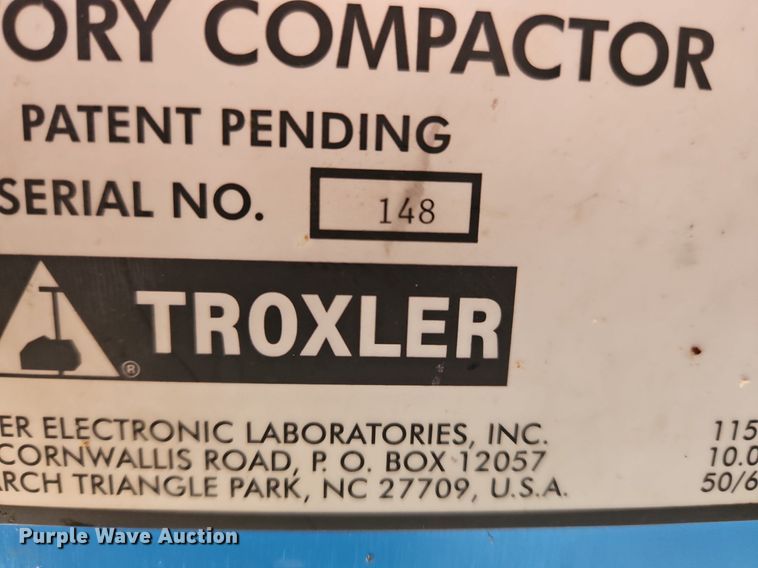 ORY COMPACTOR
PATENT PENDING
SERIAL NO. 148
TROXLER
®
ER ELECTRONIC LABORATORIES, INC. 115
CORNWALLIS ROAD, P. O. BOX 12057 10.0
ARCH TRIANGLE PARK, NC 27709, U.S.A. 50/6
Purple Wave Auction